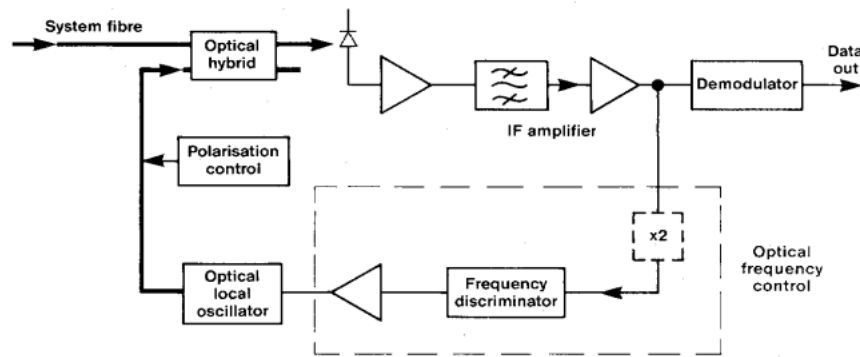 System fibre
Optical
hybrid
Data
out
Demodulator
IF amplifier
Polarisation
control
x2
Optical
frequency
control
Optical
local
oscillator
Frequency
discriminator